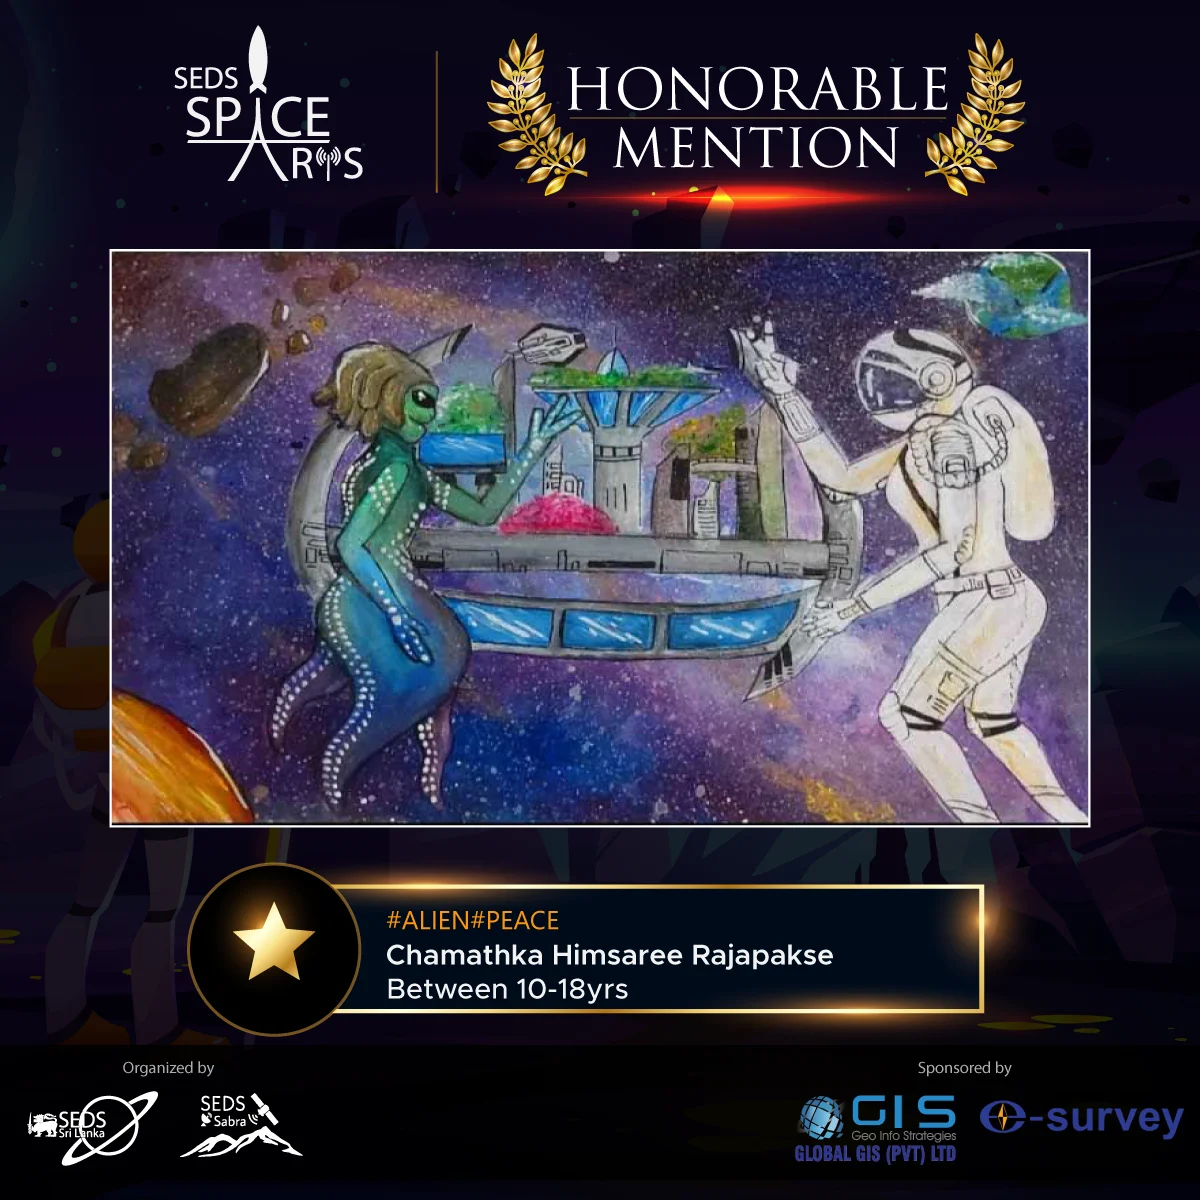 SEDS
SPACE
ARTS
HONORABLE
MENTION
#ALIEN#PEACE
Chamathka Himsaree Rajapakse
Between 10-18yrs
Organized by
SEDS
Sri Lanka
SEDS
Sabra
Sponsored by
GIS
Geo Info Strategies
GLOBAL GIS (PVT) LTD
e-survey